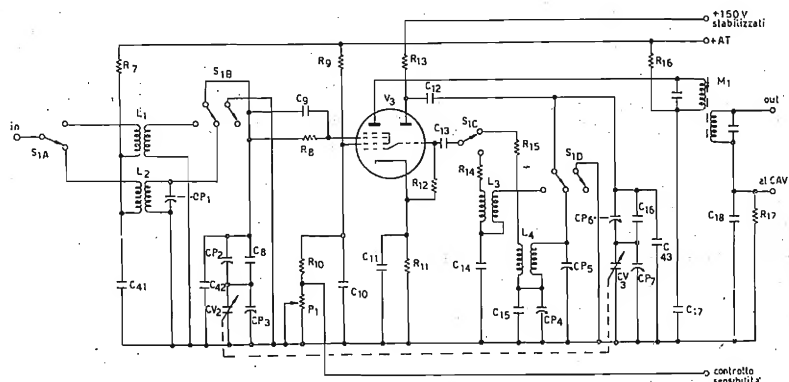 +150 V
stabilizzati
+AT
R7
S1B
R9
R13
R16
M1
C9
V3
C12
C13
S1C
L1
in
S1A
out
R8
R15
S1D
L2
CP1
R12
R14
L3
al CAV
CP6
C16
C18
R17
L4
CP2
C8
C43
C42
R10
C11
R11
C14
CP5
CV3
CP7
C41
CV2
CP3
P1
C10
C15
CP4
C17
controllo
sensibilita'